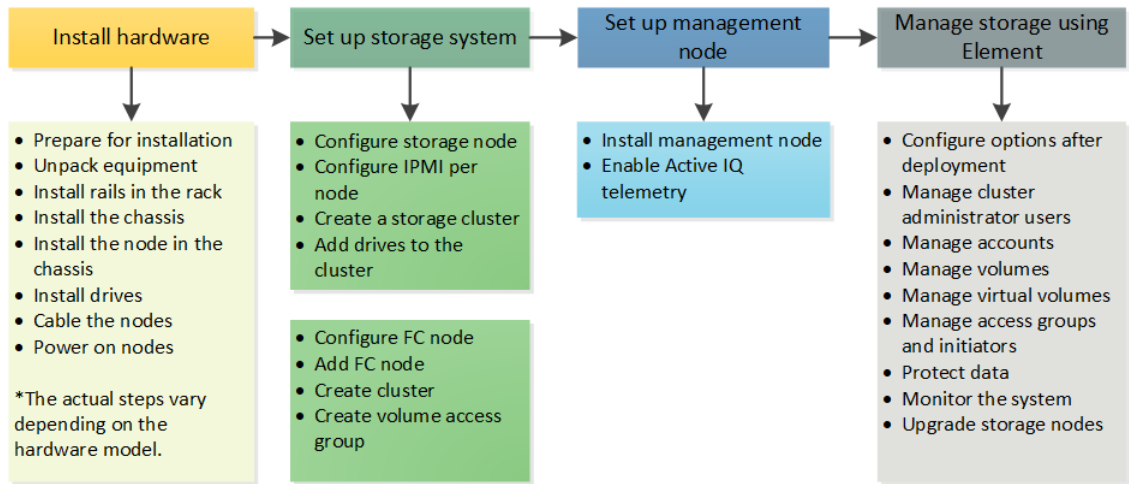 Install hardware
Set up storage system
Set up management
node
Manage storage using
Element
• Prepare for installation
• Unpack equipment
• Install rails in the rack
• Install the chassis
• Install the node in the
chassis
• Install drives
• Cable the nodes
• Power on nodes
*The actual steps vary
depending on the
hardware model.
• Configure storage node
• Configure IPMI per
node
• Create a storage cluster
• Add drives to the
cluster
• Configure FC node
• Add FC node
• Create cluster
• Create volume access
group
• Install management node
• Enable Active IQ
telemetry
• Configure options after
deployment
• Manage cluster
administrator users
• Manage accounts
• Manage volumes
• Manage virtual volumes
• Manage access groups
and initiators
• Protect data
• Monitor the system
• Upgrade storage nodes